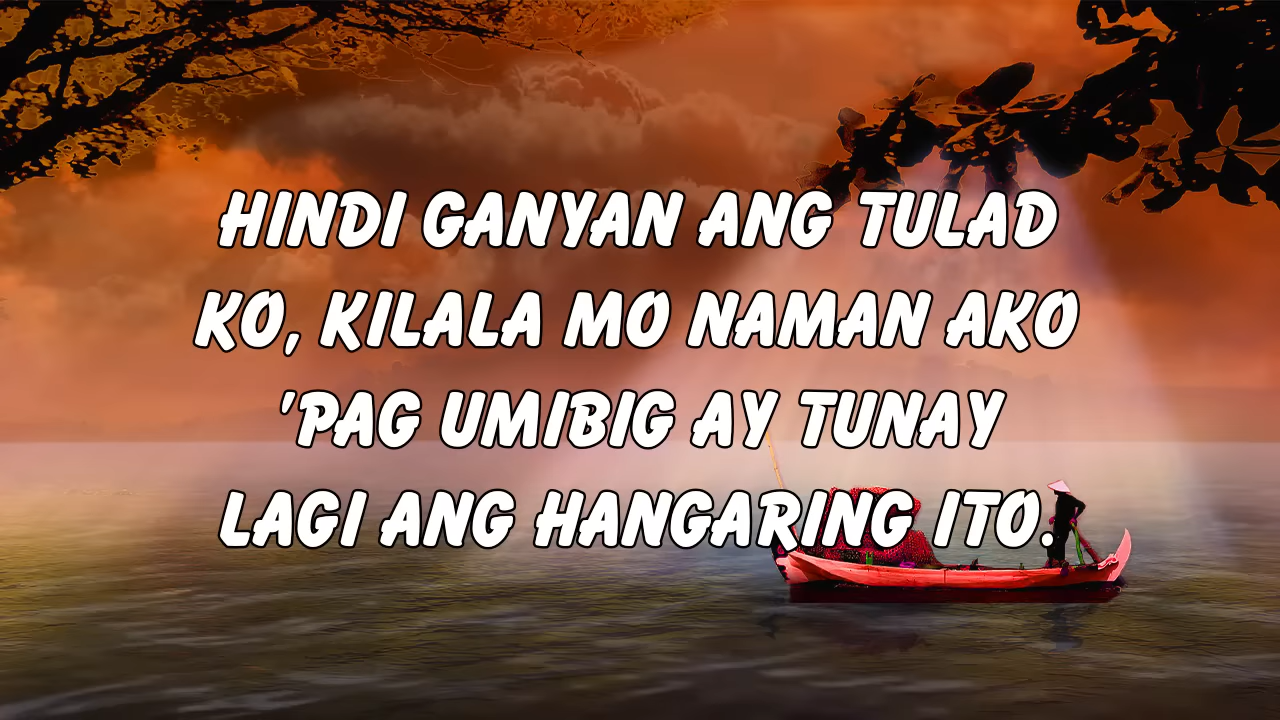 HINDI GANYAN ANG TULAD
KO, KILALA MO NAMAN AKO
'PAG UMIBIG AY TUNAY
LAGI ANG HANGARING ITO.